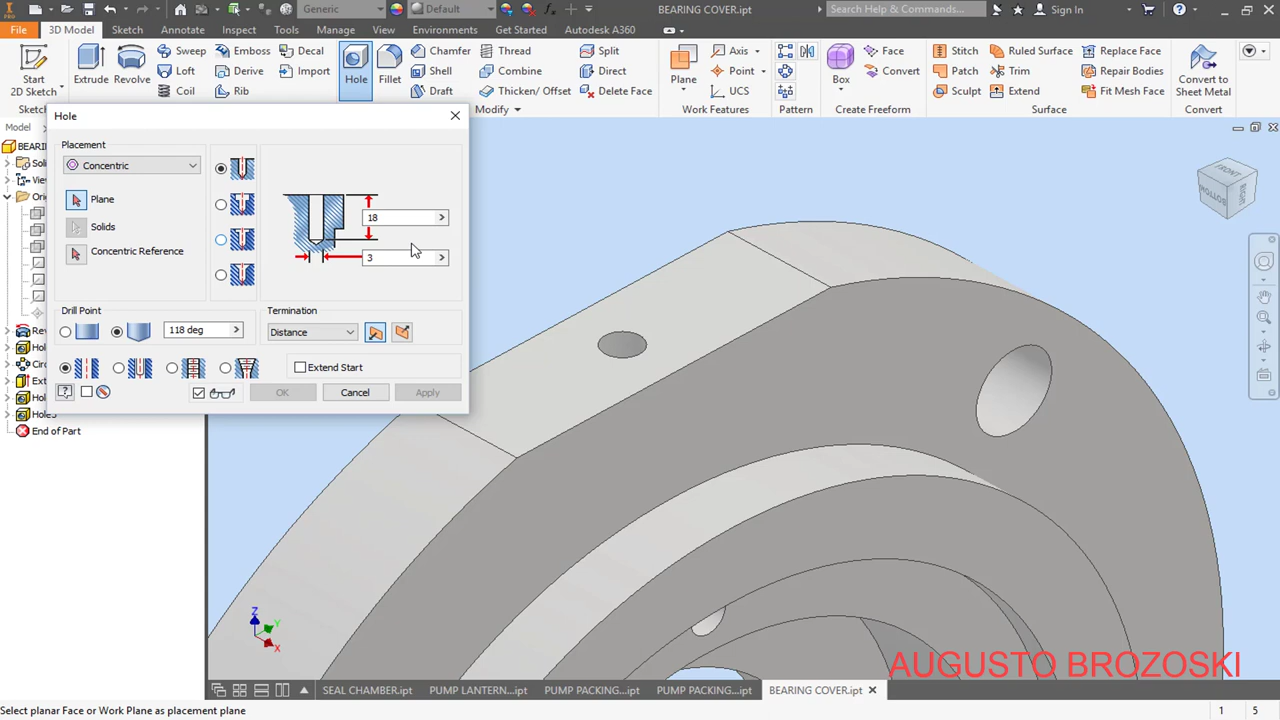 Generic
Default
BEARING COVER.ipt
Search Help & Commands...
Sign In
File
3D Model
Sketch
Annotate
Inspect
Tools
Manage
View
Environments
Get Started
Autodesk A360
Start
2D Sketch
Extrude
Revolve
Sweep
Loft
Coil
Emboss
Derive
Rib
Decal
Import
Hole
Fillet
Chamfer
Shell
Draft
Thread
Combine
Thicken/ Offset
Split
Direct
Delete Face
Plane
Axis
Point
UCS
Box
Face
Convert
Stitch
Patch
Sculpt
Ruled Surface
Trim
Extend
Replace Face
Repair Bodies
Fit Mesh Face
Convert to
Sheet Metal
Sketch
Modify
Work Features
Pattern
Create Freeform
Surface
Convert
Model
Hole
Placement
Concentric
Plane
Solids
Concentric Reference
18
3
Drill Point
118 deg
Termination
Distance
Extend Start
OK
Cancel
Apply
End of Part
BOTTOM
RIGHT
Z
Y
X
AUGUSTO BROZOSKI
SEAL CHAMBER.ipt
PUMP LANTERN...ipt
PUMP PACKING...ipt
PUMP PACKING...ipt
BEARING COVER.ipt
Select planar Face or Work Plane as placement plane
1
5